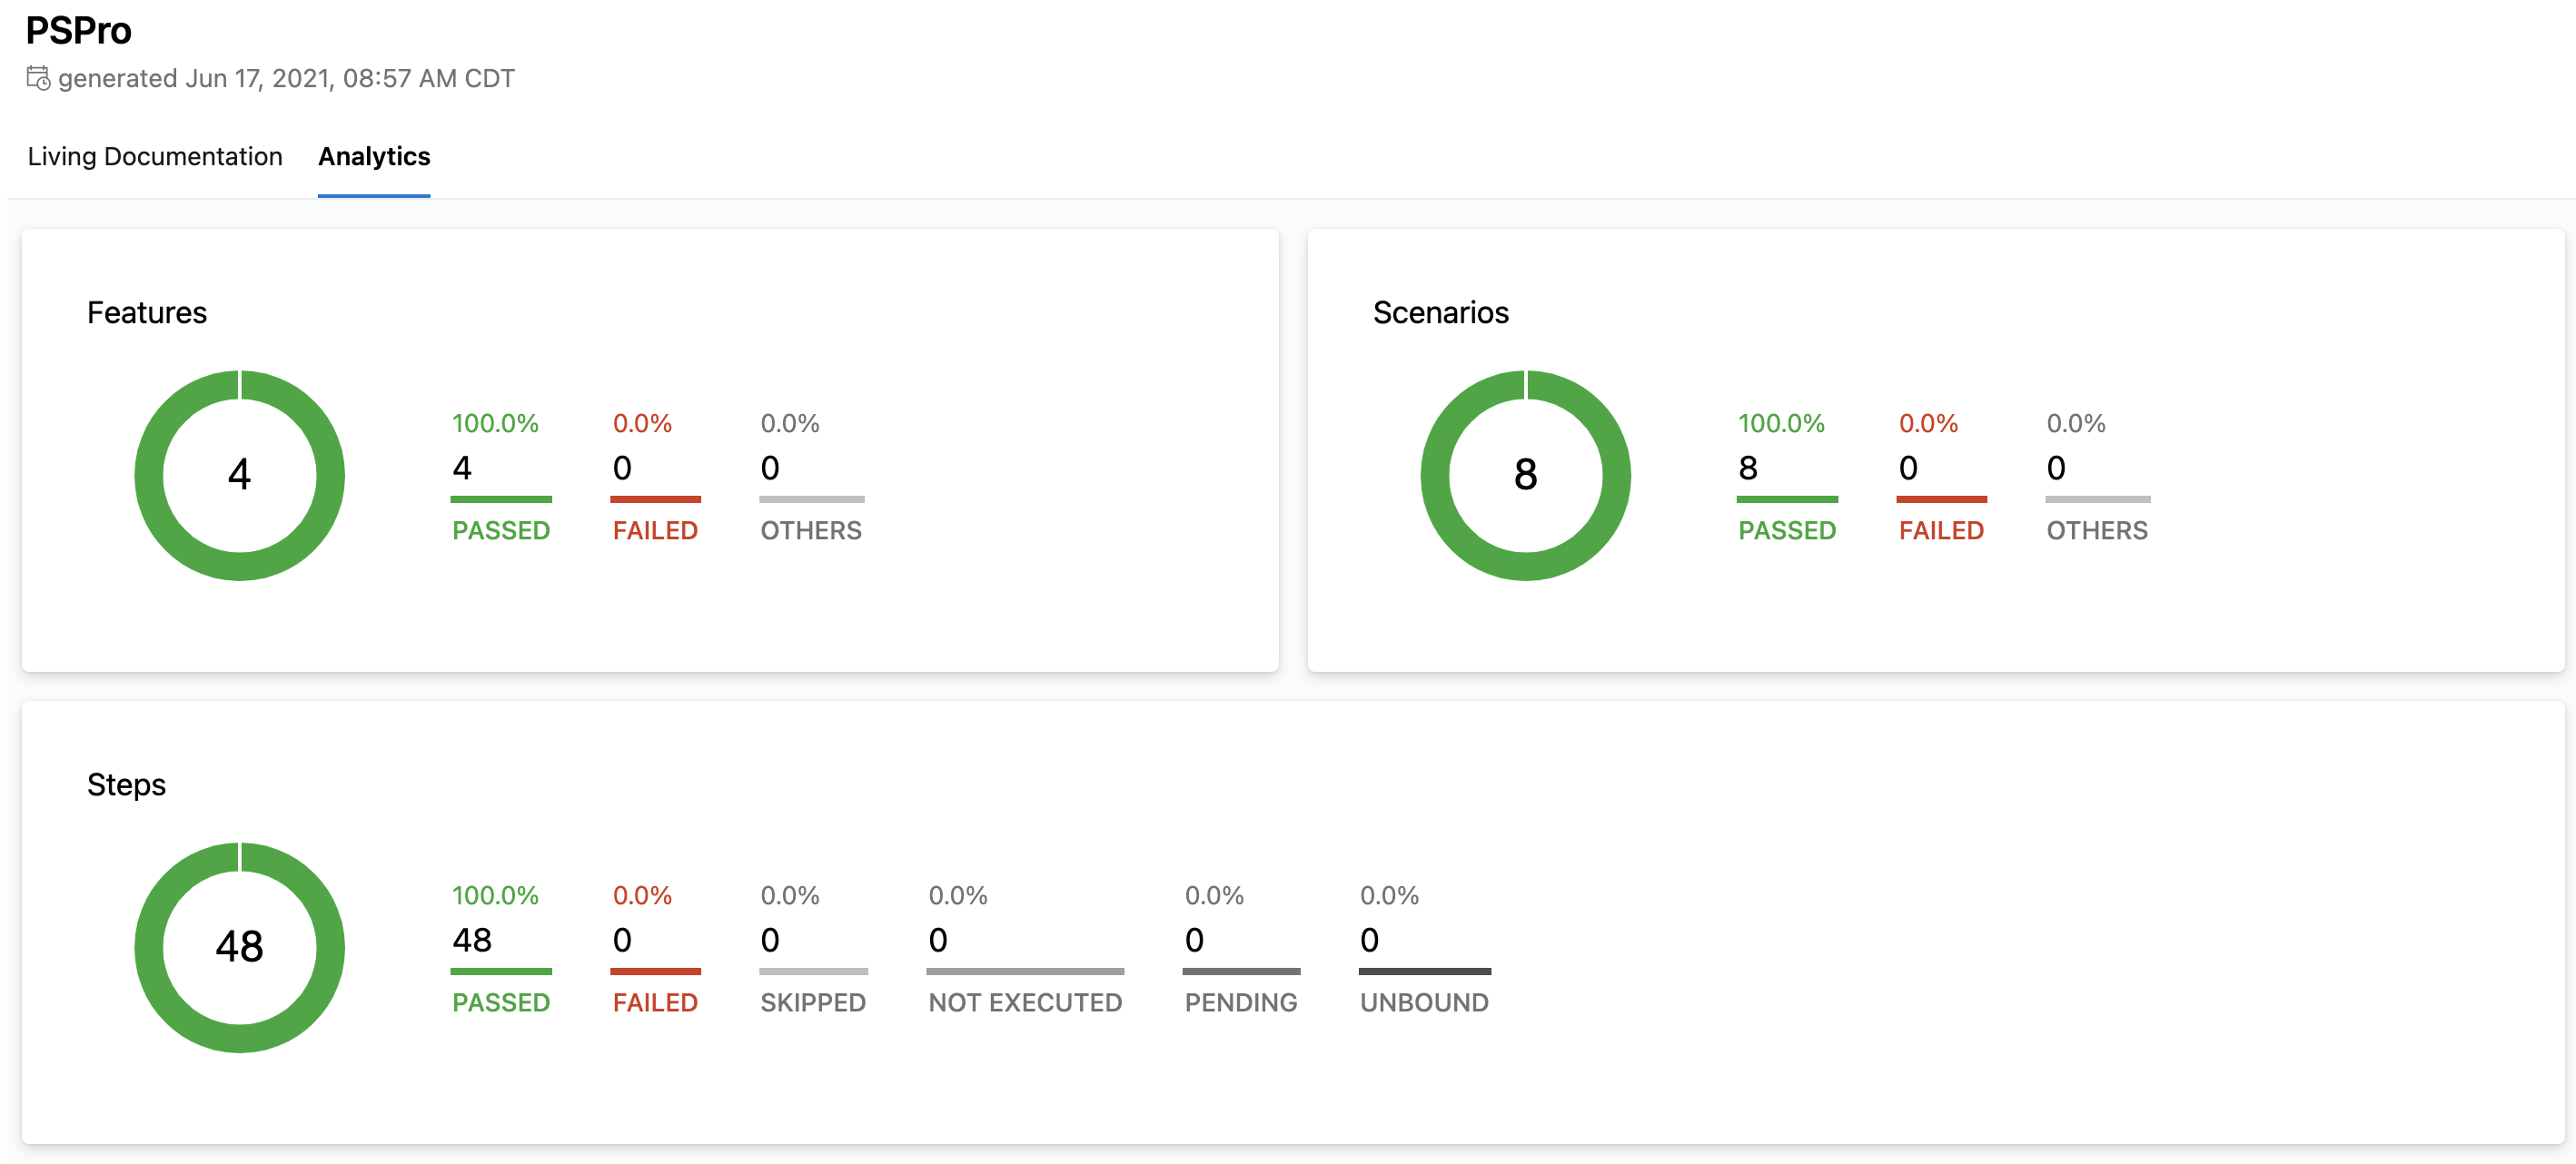 PSPro
generated Jun 17, 2021, 08:57 AM CDT
Living Documentation Analytics
Features
4
100.0% 0.0% 0.0%
4 0 0
PASSED FAILED OTHERS
Scenarios
8
100.0% 0.0% 0.0%
8 0 0
PASSED FAILED OTHERS
Steps
48
100.0% 0.0% 0.0% 0.0% 0.0% 0.0%
48 0 0 0 0 0
PASSED FAILED SKIPPED NOT EXECUTED PENDING UNBOUND